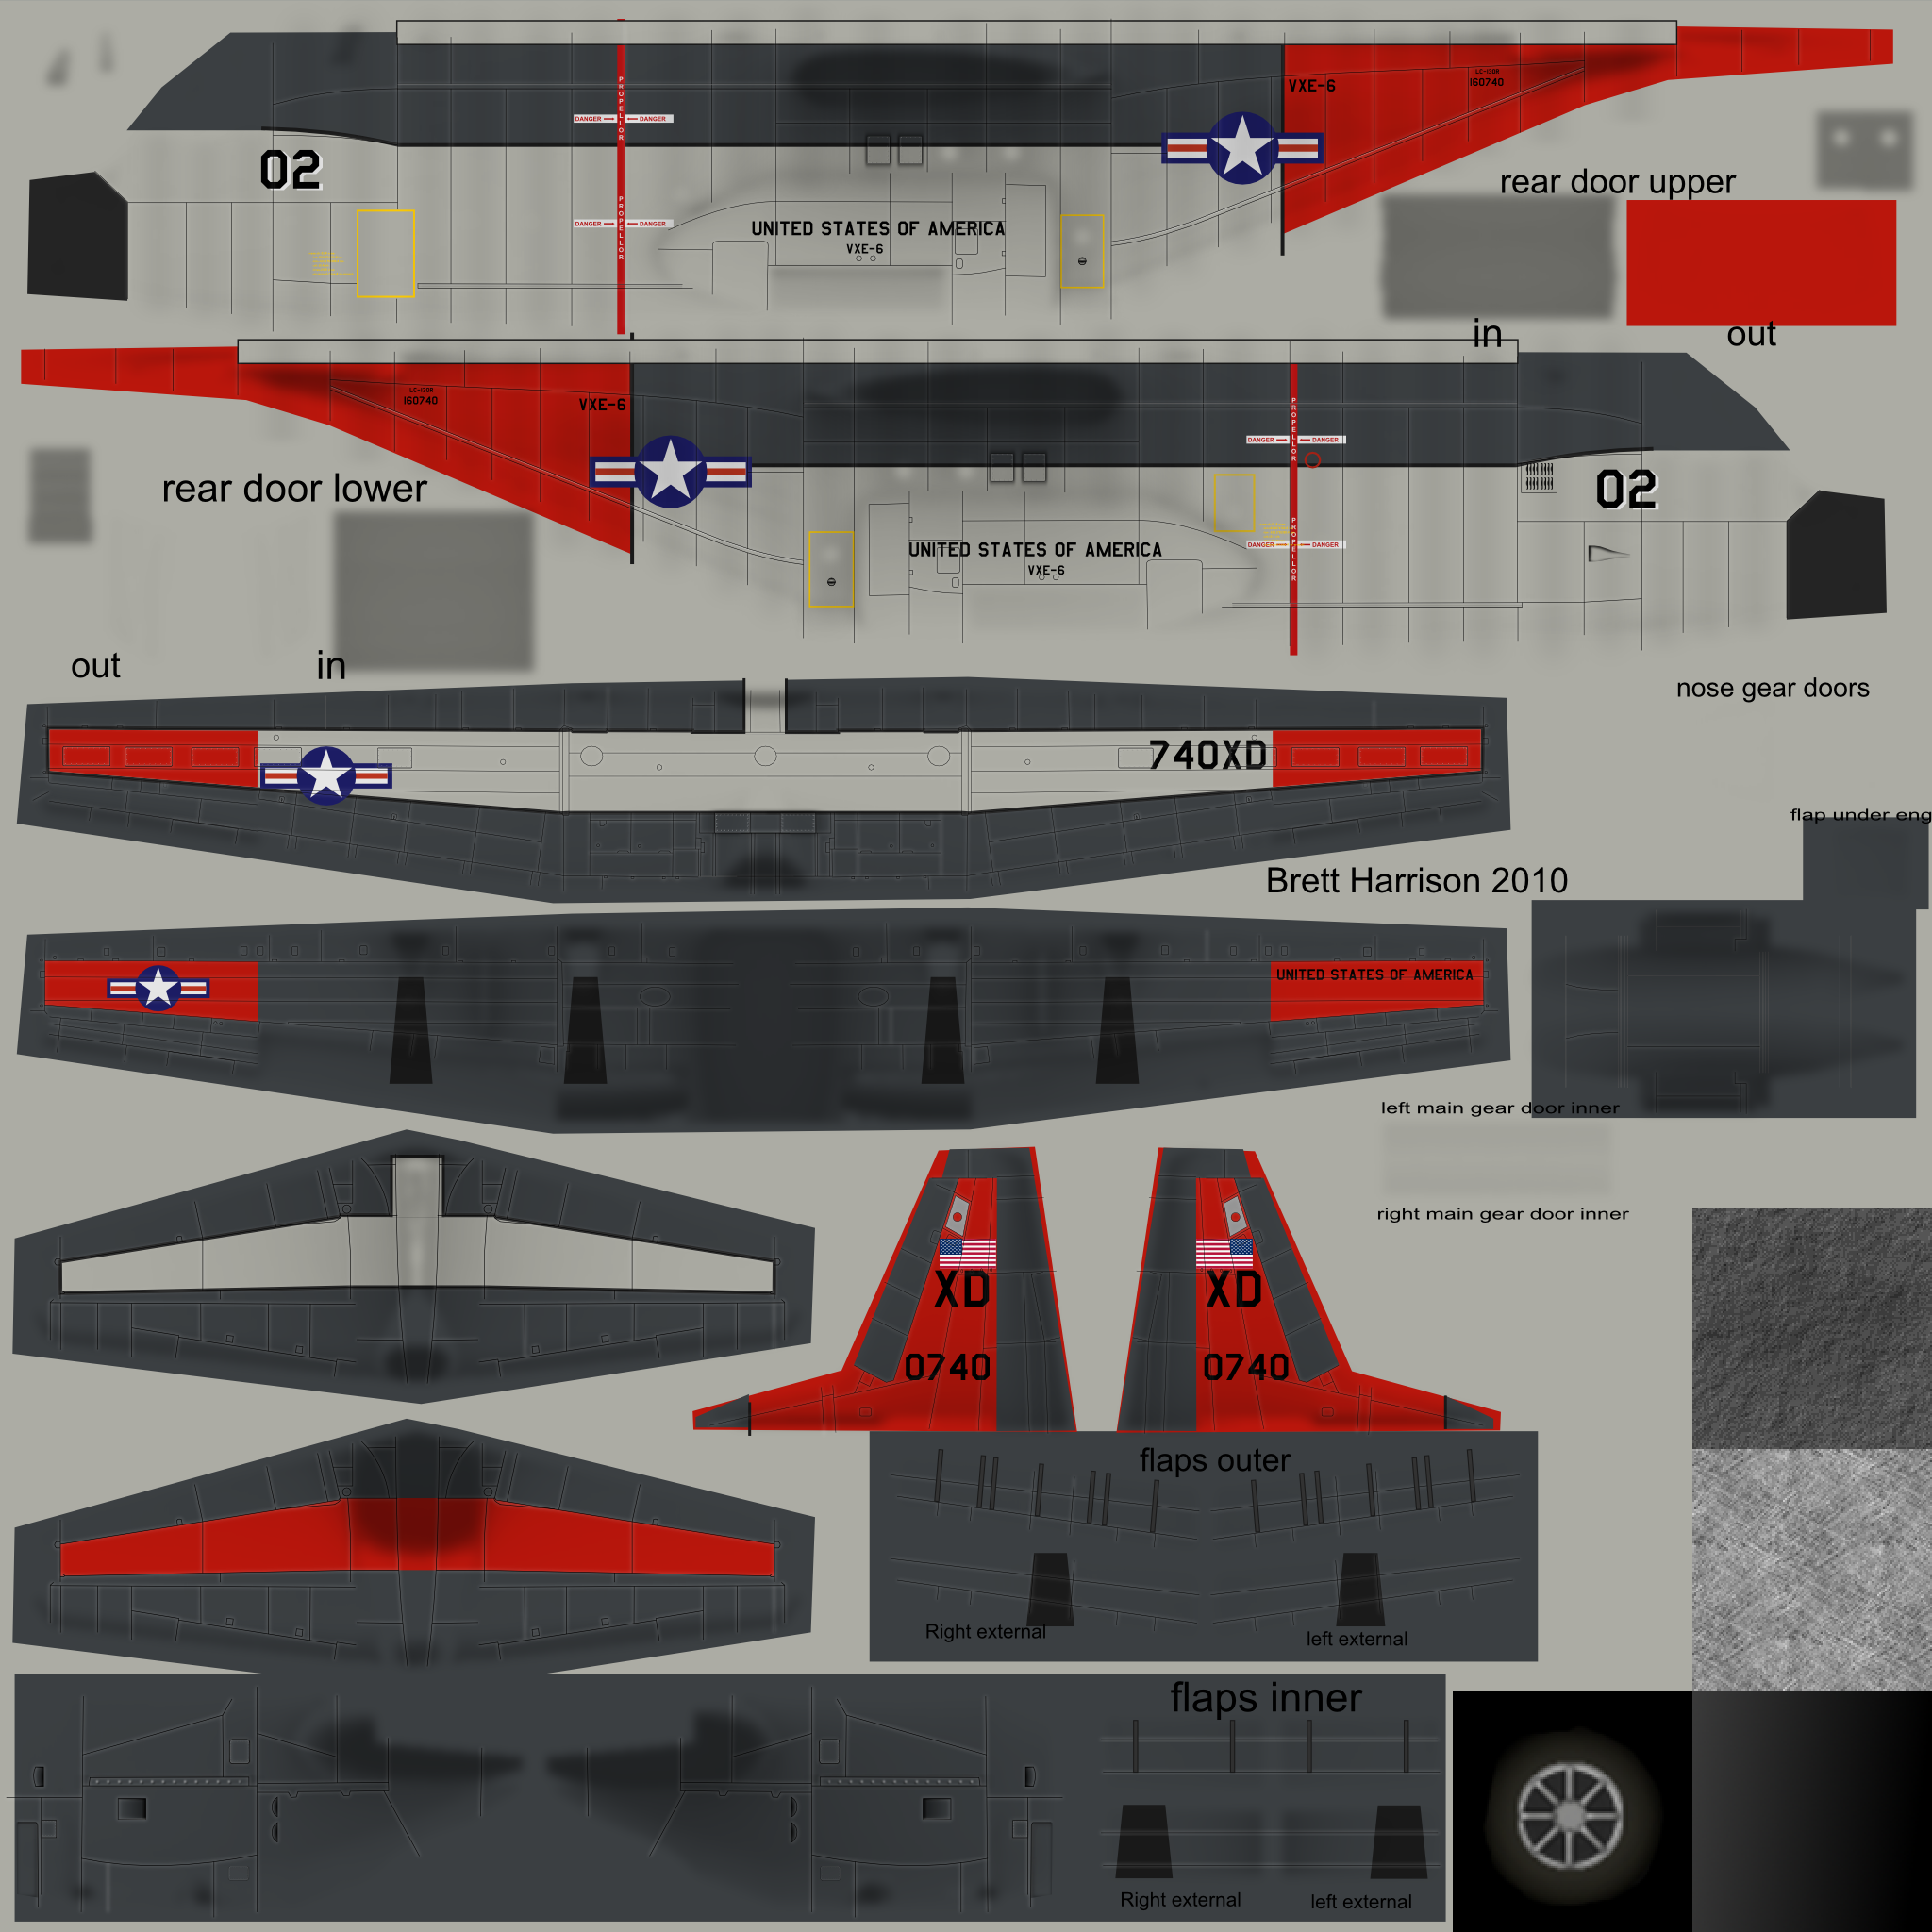 VXE-6
LC-130R
160740
PROPELLOR
DANGER
DANGER
02
rear door upper
PROPELLOR
DANGER
DANGER
UNITED STATES OF AMERICA
VXE-6
in
out
LC-130R
160740
VXE-6
PROPELLOR
DANGER
DANGER
rear door lower
02
PROPELLOR
DANGER
DANGER
UNITED STATES OF AMERICA
VXE-6
out
in
nose gear doors
740XD
flap under eng
Brett Harrison 2010
UNITED STATES OF AMERICA
left main gear door inner
right main gear door inner
XD
XD
0740
0740
flaps outer
Right external
left external
flaps inner
Right external
left external